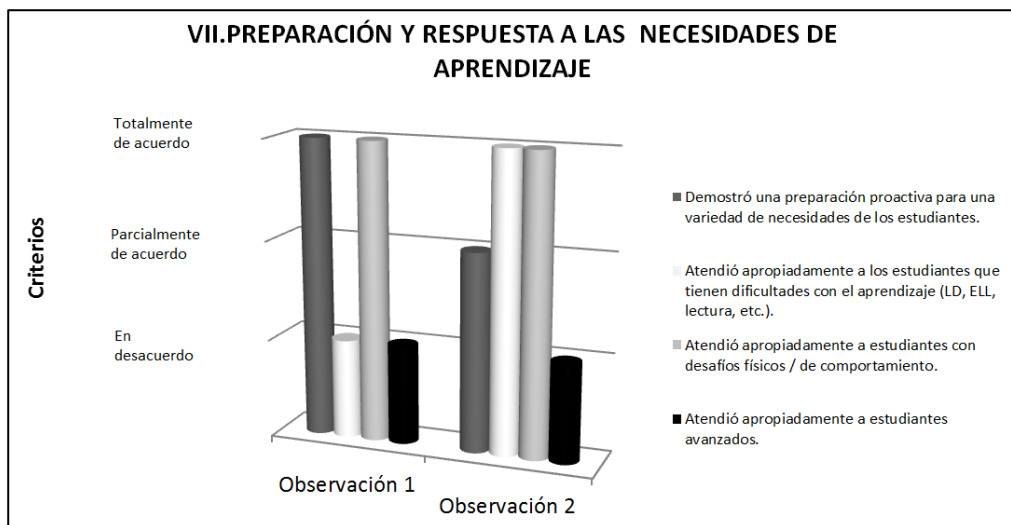 VII.PREPARACIÓN Y RESPUESTA A LAS NECESIDADES DE
APRENDIZAJE
Criterios
Totalmente
de acuerdo
Parcialmente
de acuerdo
En
desacuerdo
Observación 1
Observación 2
Demostró una preparación proactiva para una
variedad de necesidades de los estudiantes.
Atendió apropiadamente a los estudiantes que
tienen dificultades con el aprendizaje (LD, ELL,
lectura, etc.).
Atendió apropiadamente a estudiantes con
desafíos físicos / de comportamiento.
Atendió apropiadamente a estudiantes
avanzados.